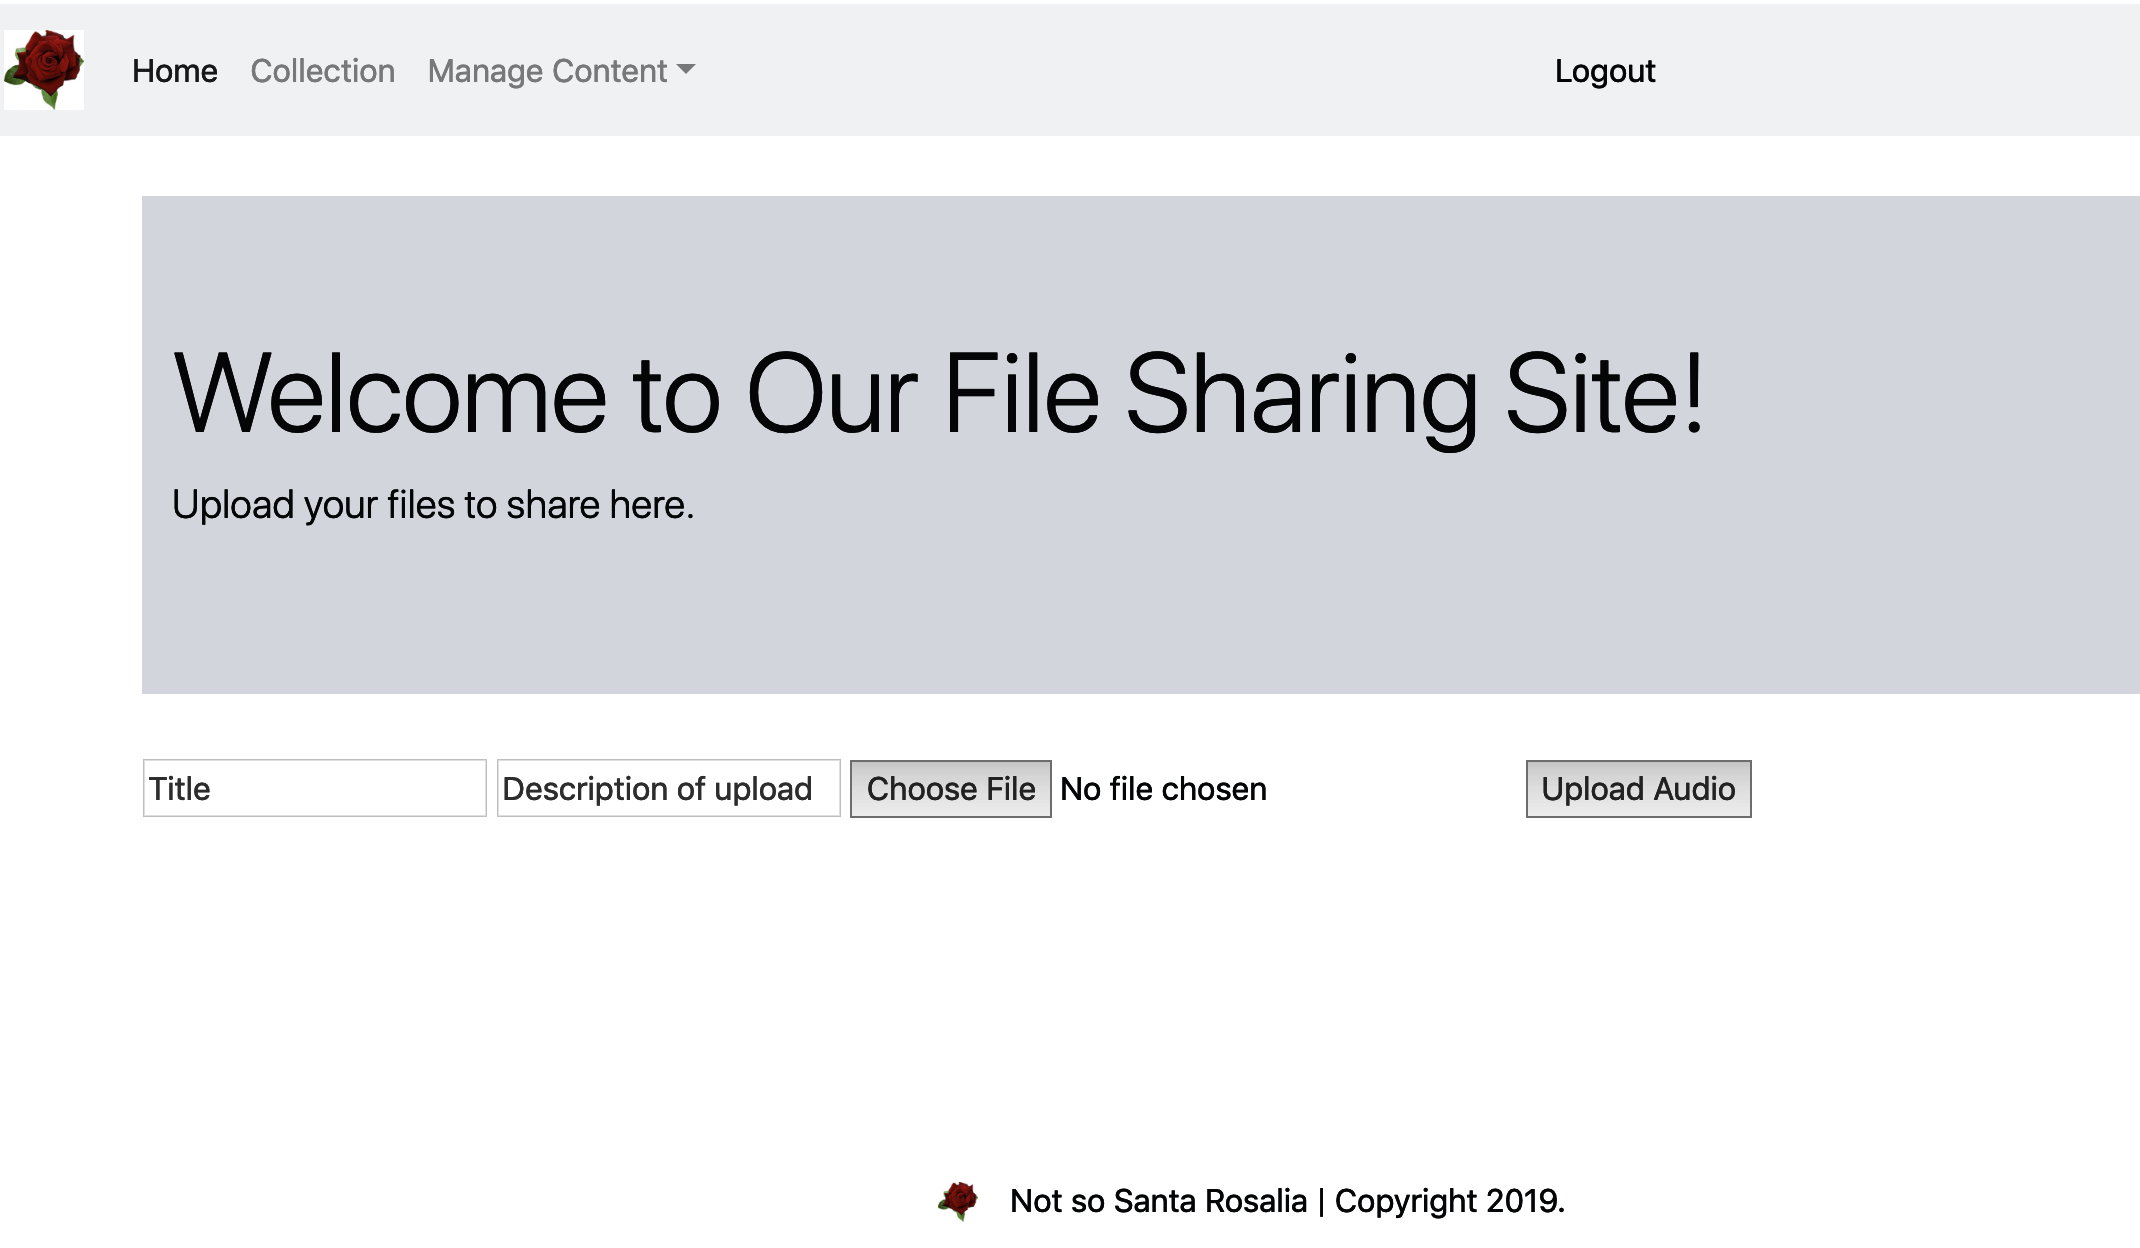 Home Collection Manage Content Logout
Welcome to Our File Sharing Site!
Upload your files to share here.
Title Description of upload Choose File No file chosen Upload Audio
Not so Santa Rosalia | Copyright 2019.